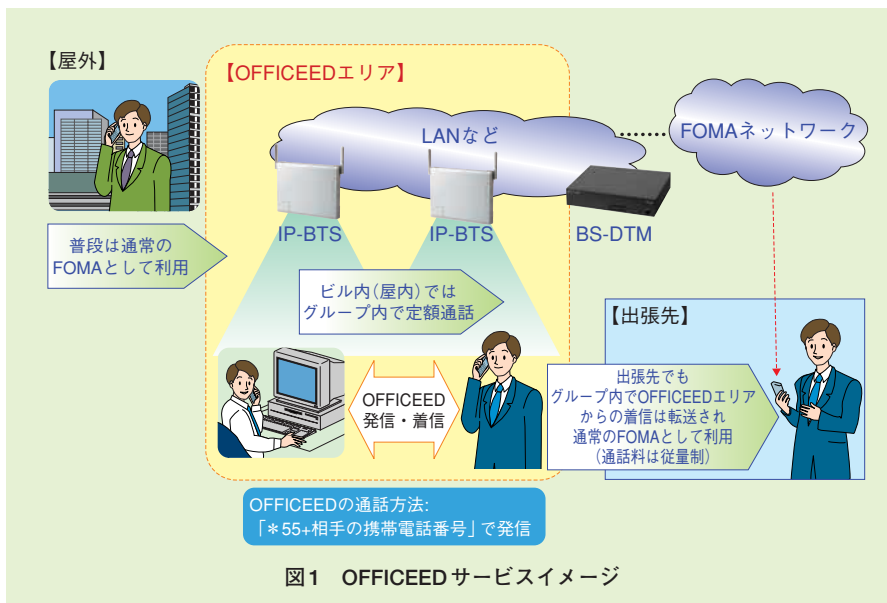 【屋外】
【OFFICEEDエリア】
LANなど
FOMAネットワーク
IP-BTS
IP-BTS
BS-DTM
普段は通常の
FOMAとして利用
ビル内(屋内)では
グループ内で定額通話
OFFICEED
発信・着信
【出張先】
出張先でも
グループ内でOFFICEEDエリア
からの着信は転送され
通常のFOMAとして利用
(通話料は従量制)
OFFICEEDの通話方法:
「＊55+相手の携帯電話番号」で発信
図1 OFFICEEDサービスイメージ